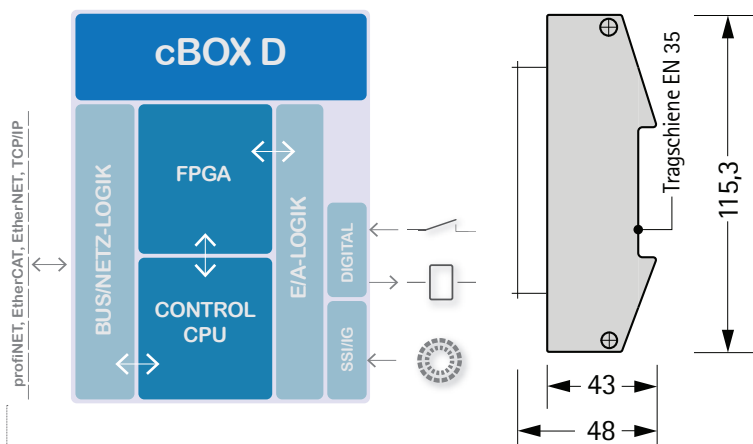 cBOX D
profiNET, EtherCAT, EtherNET, TCP/IP
BUS/NETZ-LOGIK
FPGA
CONTROL
CPU
E/A-LOGIK
DIGITAL
SSI/IG
Tragschiene EN 35
115,3
43
48